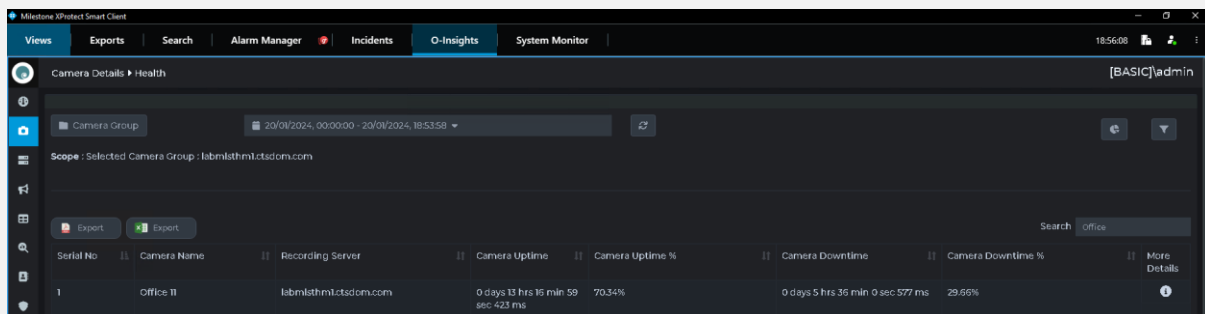 Milestone XProtect Smart Client
Views Exports Search Alarm Manager Incidents O-Insights System Monitor 18:56:08
Camera Details Health [BASIC]\admin
Camera Group 20/01/2024, 00:00:00 - 20/01/2024, 18:53:58
Scope : Selected Camera Group : labmlsthm1.ctsdom.com
Export Export Search Office
Serial No Camera Name Recording Server Camera Uptime Camera Uptime % Camera Downtime Camera Downtime % More
Details
1 Office 11 labmlsthm1.ctsdom.com 0 days 13 hrs 16 min 59 70.34% 0 days 5 hrs 36 min 0 sec 577 ms 29.66%
sec 423 ms